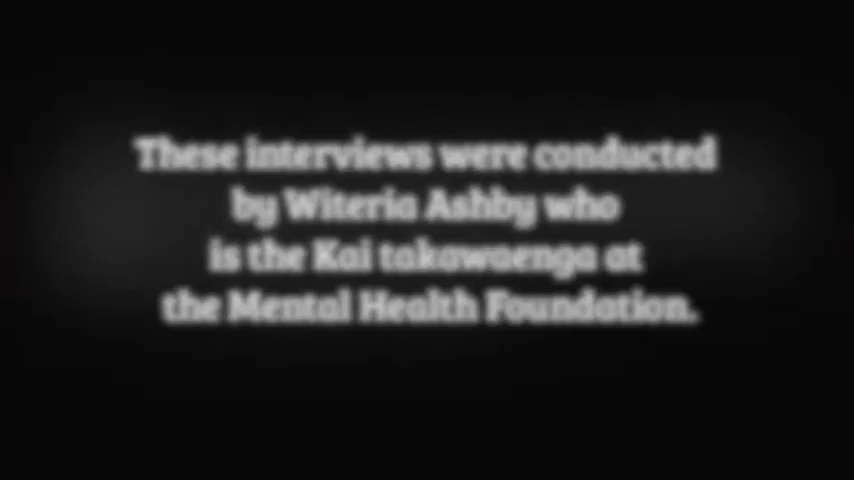 These interviews were conducted
by Witeria Ashby who
is the Kai takawaenga at
the Mental Health Foundation.